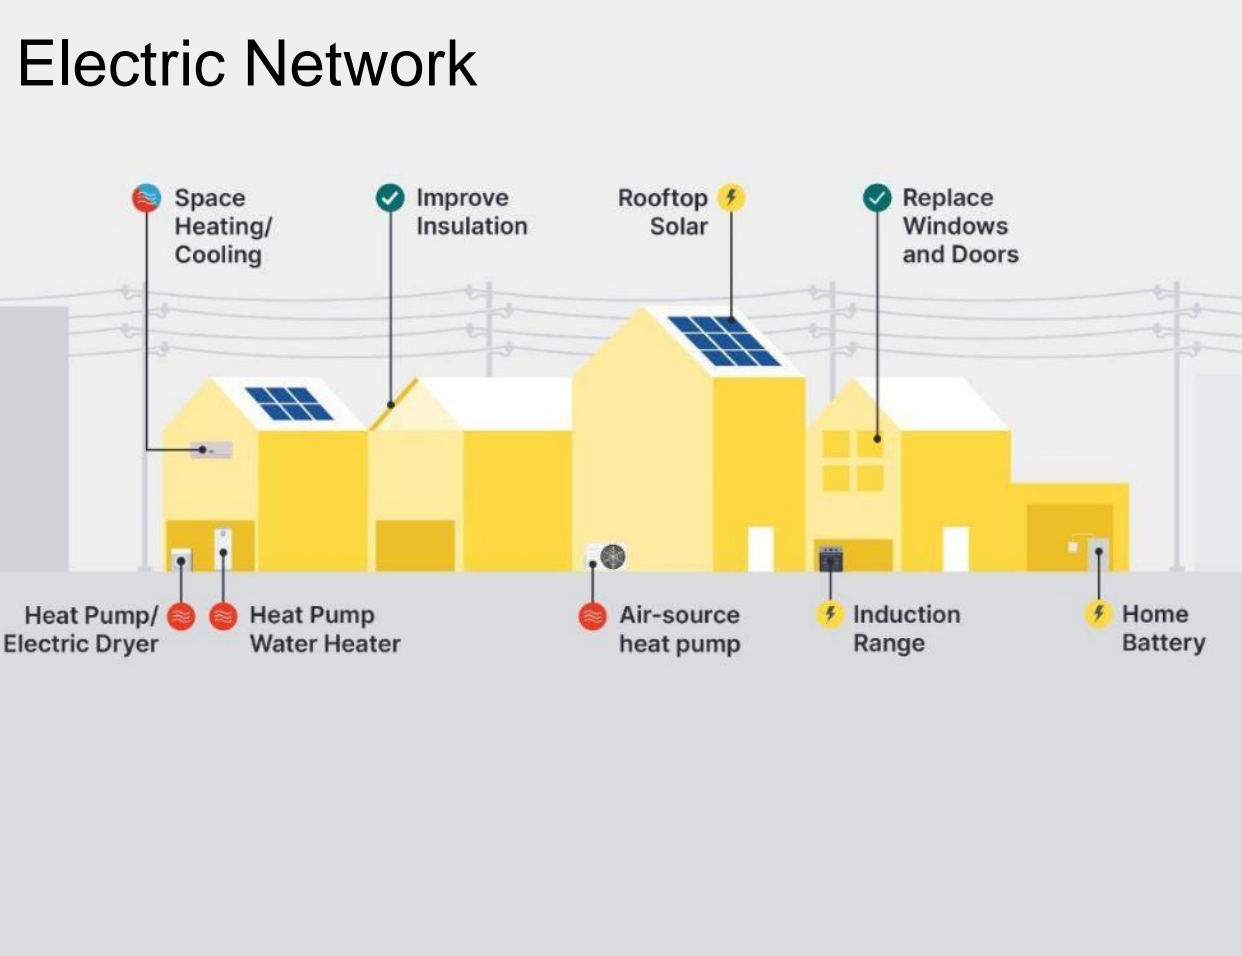 Electric Network
Space
Heating/
Cooling
Improve
Insulation
Rooftop
Solar
Replace
Windows
and Doors
Heat Pump/
Electric Dryer
Heat Pump
Water Heater
Air-source
heat pump
Induction
Range
Home
Battery